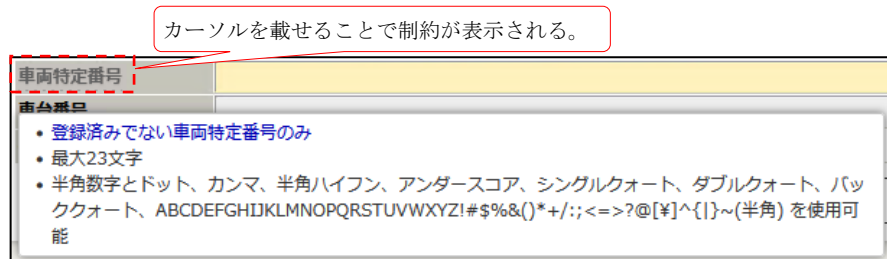 カーソルを載せることで制約が表示される。
車両特定番号
車台番号
• 登録済みでない車両特定番号のみ
• 最大23文字
• 半角数字とドット、カンマ、半角ハイフン、アンダースコア、シングルクォート、ダブルクォート、バッ
ククォート、ABCDEFGHIJKLMNOPQRSTUVWXYZ!#$%&()*+/:;<=>?@[¥]^{|}~(半角) を使用可
能